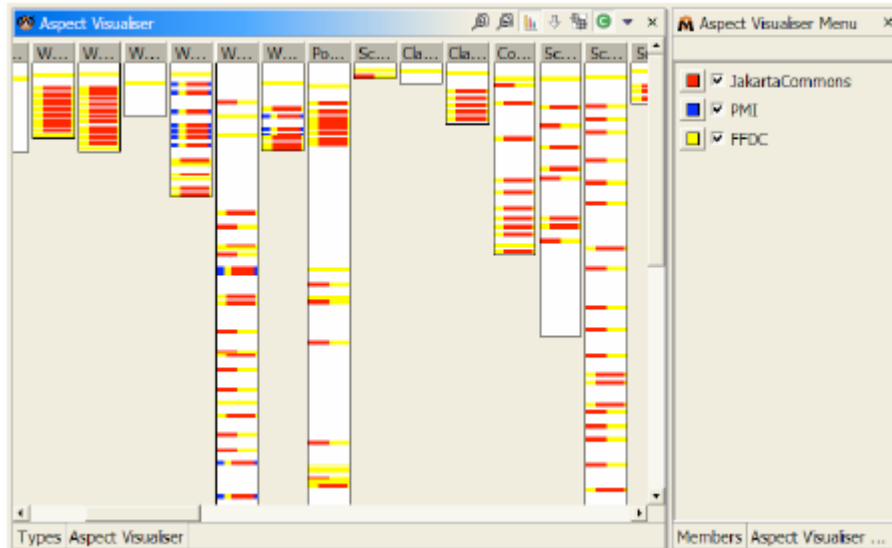 Aspect Visualiser
Aspect Visualiser Menu
... W... W... W... W... W... W... Po... Sc... Cla... Cla... Co... Sc... Sc... S
JakartaCommons
PMI
FFDC
Types Aspect Visualiser
Members Aspect Visualiser ...